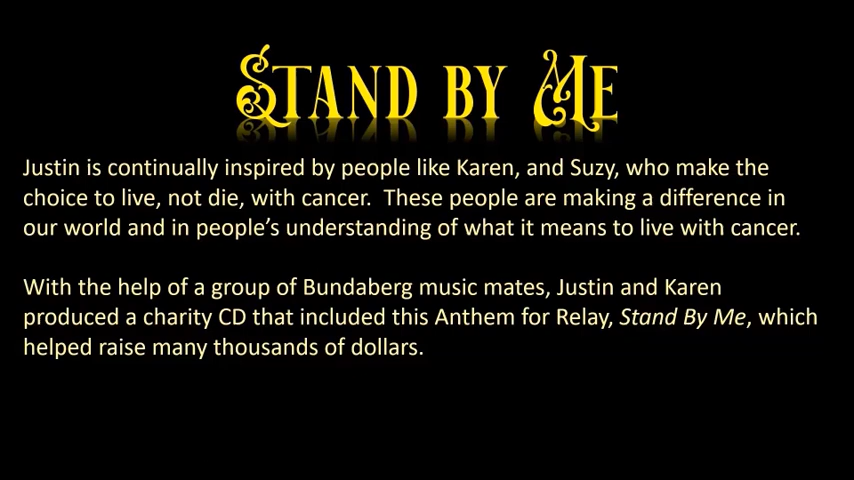 Stand by Me
Justin is continually inspired by people like Karen, and Suzy, who make the
choice to live, not die, with cancer.  These people are making a difference in
our world and in people’s understanding of what it means to live with cancer.
With the help of a group of Bundaberg music mates, Justin and Karen
produced a charity CD that included this Anthem for Relay, Stand By Me, which
helped raise many thousands of dollars.